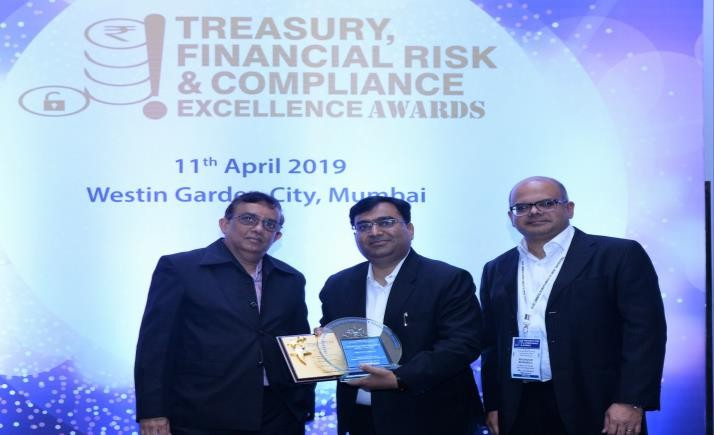 TREASURY,
FINANCIAL RISK
& COMPLIANCE
EXCELLENCE AWARDS
11th April 2019
Westin Garden City, Mumbai